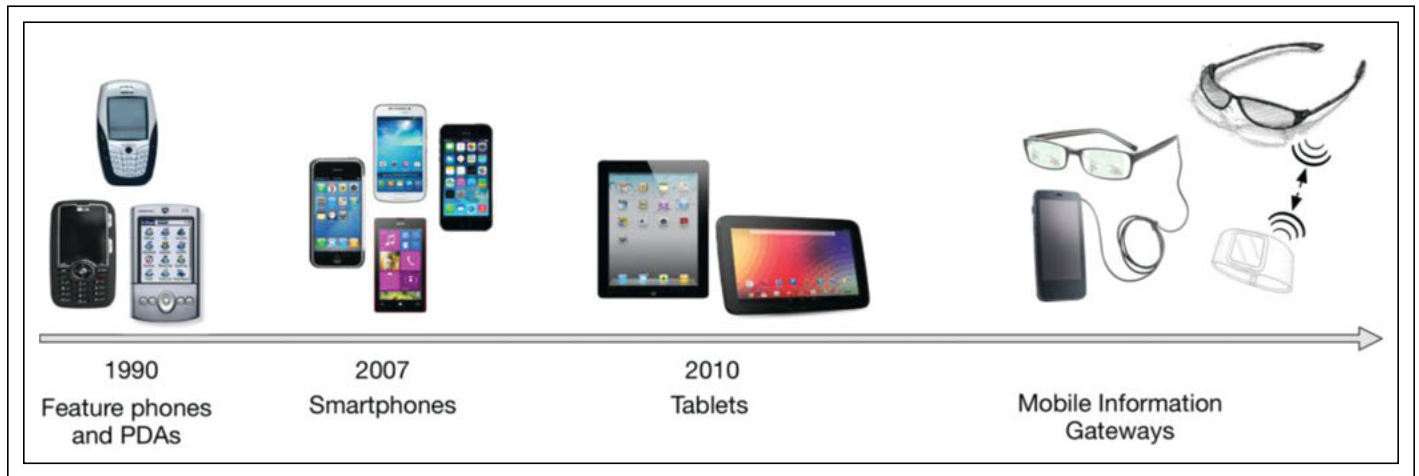 1990
Feature phones
and PDAs
2007
Smartphones
2010
Tablets
Mobile Information
Gateways